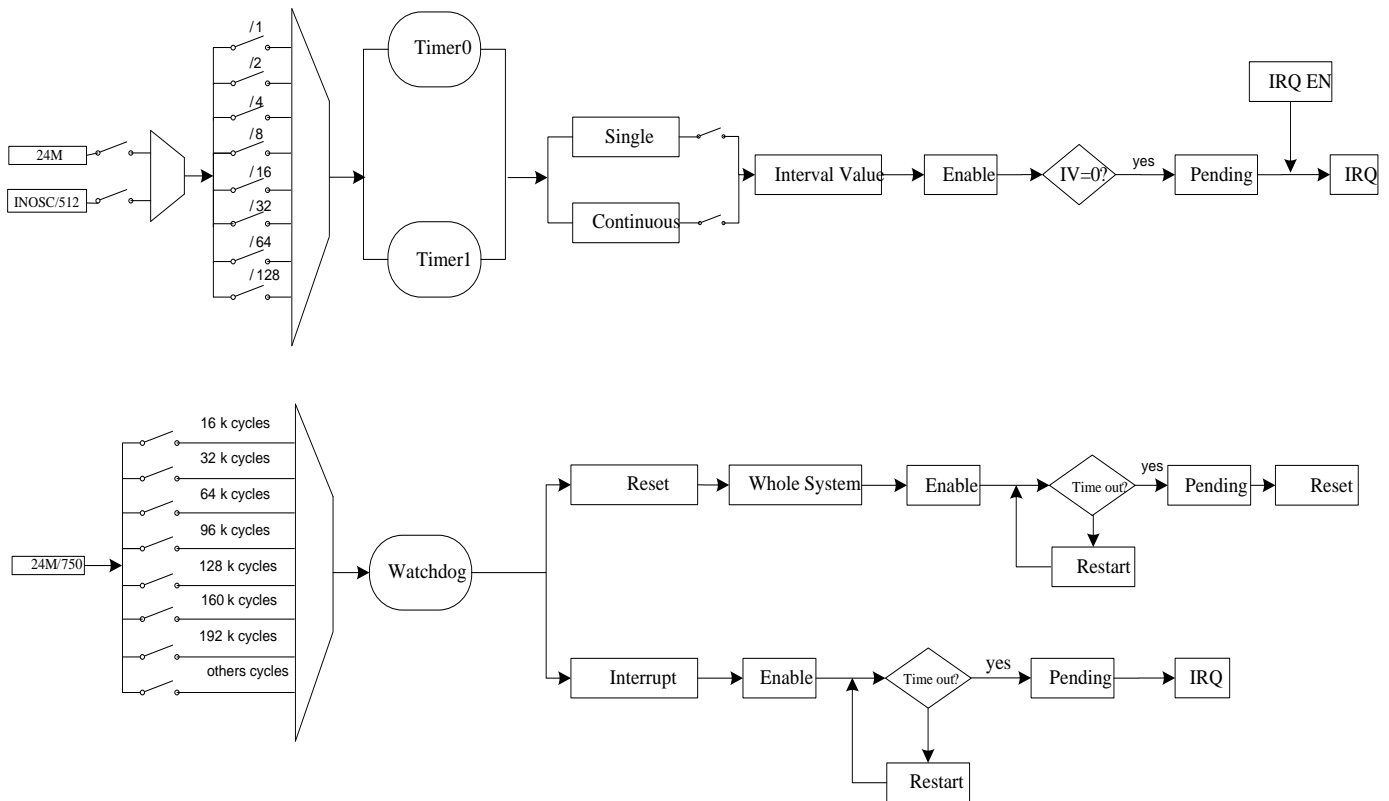 /1
/2
/4
/8
/16
/32
/64
/128
24M
INOSC/512
Timer0
Timer1
Single
Continuous
Interval Value
Enable
IV=0?
yes
Pending
IRQ EN
IRQ
16 k cycles
32 k cycles
64 k cycles
96 k cycles
128 k cycles
160 k cycles
192 k cycles
others cycles
24M/750
Watchdog
Reset
Whole System
Enable
Time out?
yes
Pending
Reset
Restart
Interrupt
Enable
Time out?
yes
Pending
IRQ
Restart